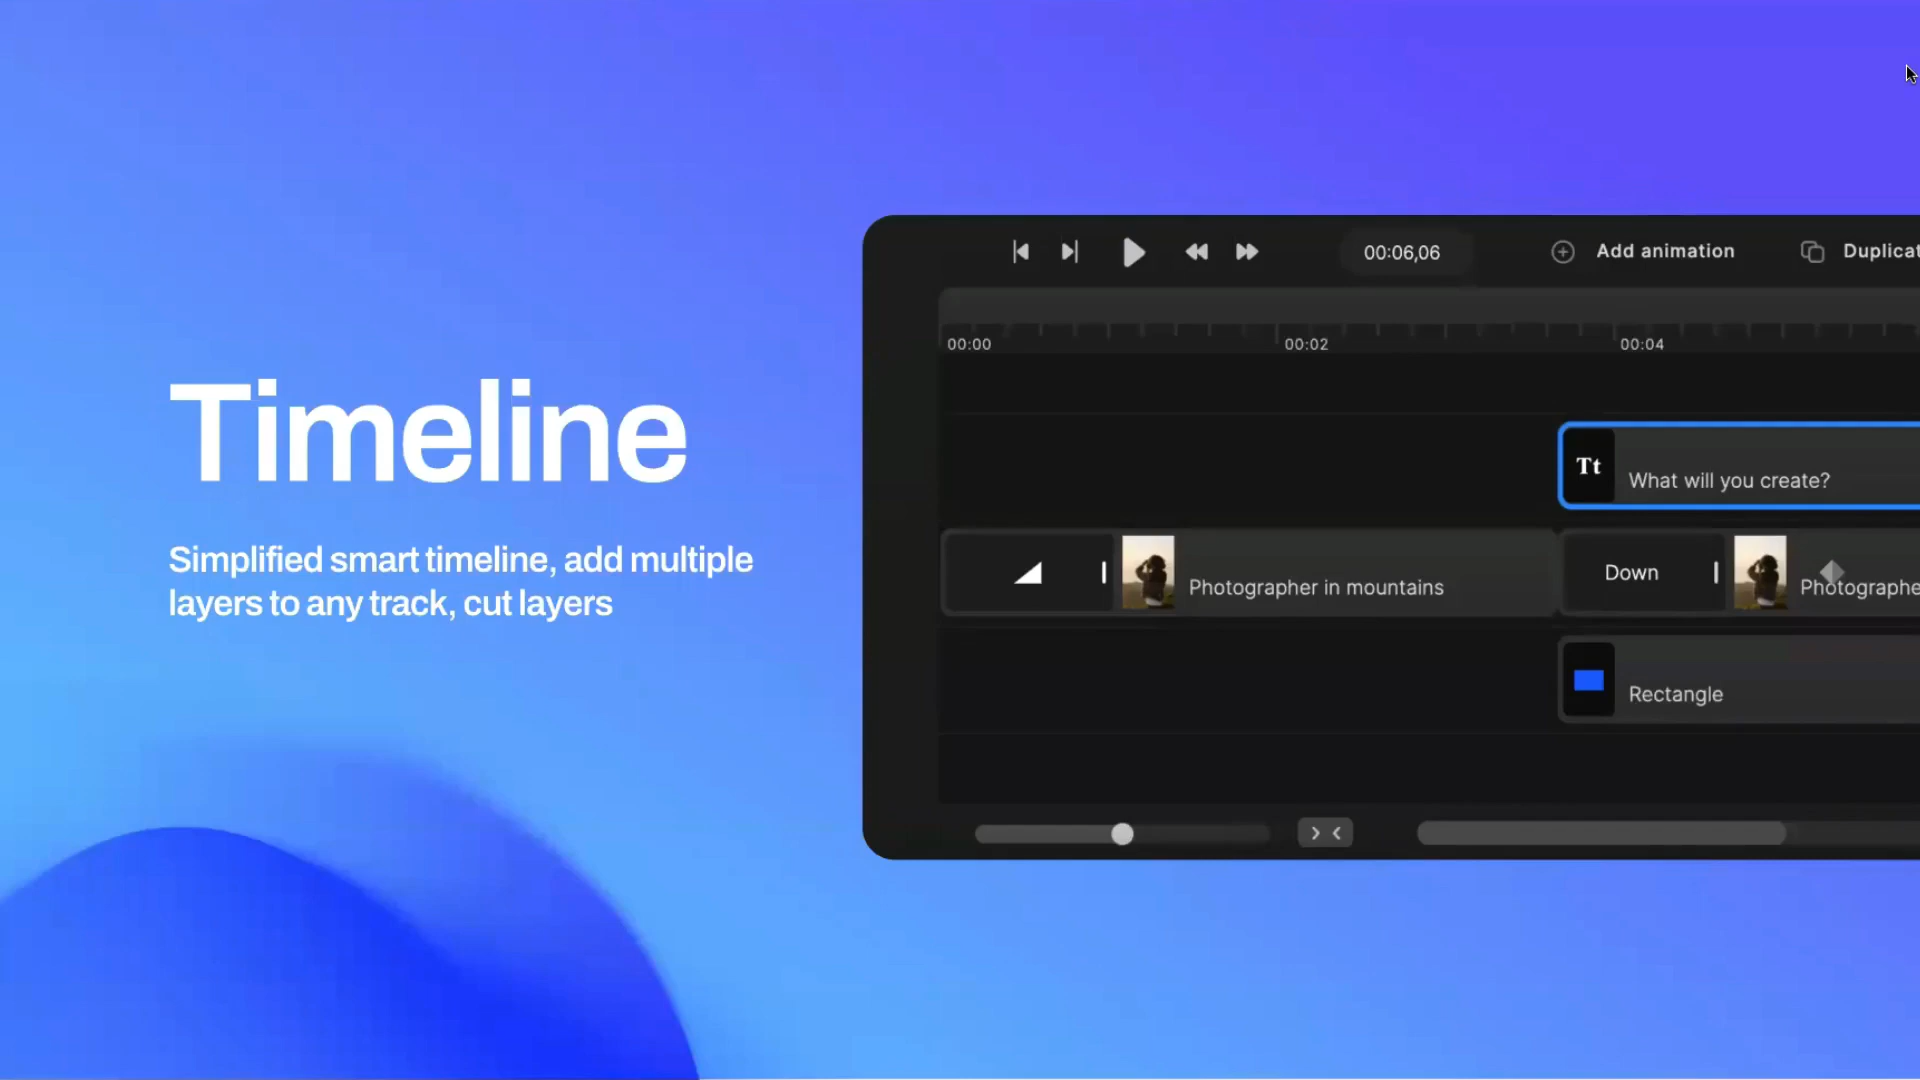 Timeline
Simplified smart timeline, add multiple
layers to any track, cut layers
00:06,06
Add animation
Duplicat
00:00
00:02
00:04
Tt
What will you create?
Photographer in mountains
Down
Photographe
Rectangle